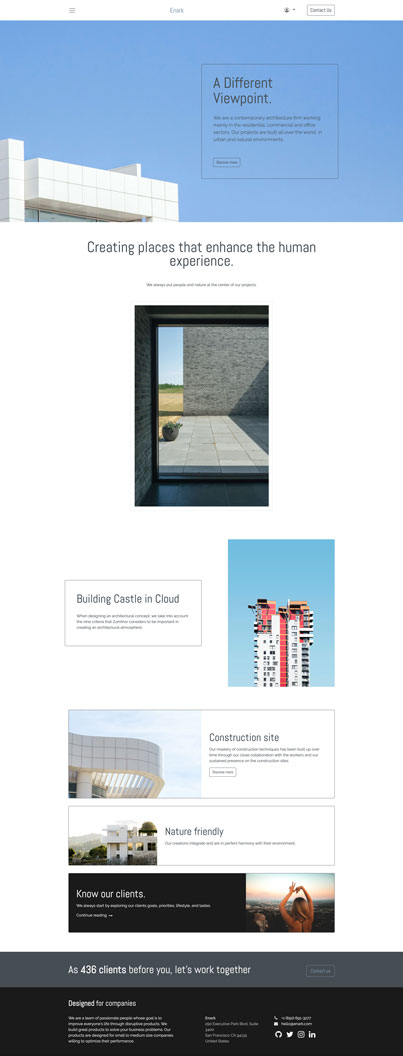 Enark
Contact Us
A Different
Viewpoint.
We are a contemporary architecture firm working
mainly in the residential, commercial and office
sectors. Our projects are built all over the world, in
urban and natural environments.
Discover more
Creating places that enhance the human
experience.
We always put people and nature at the center of our projects.
Building Castle in Cloud
When designing an architectural concept, we take into account
the nine criteria that Zumthor considers to be important in
creating an architectural atmosphere.
Construction site
Our mastery of construction techniques has been built up over
time through our close collaboration with the workers and our
sustained presence on the construction sites.
Discover more
Nature friendly
Our creations integrate and are in perfect harmony with their environment.
Know our clients.
We always start by exploring our clients goals, priorities, lifestyle, and tastes.
Continue reading
As 436 clients before you, let's work together
Contact us
Designed for companies
We are a team of passionate people whose goal is to
improve everyone's life through disruptive products. We
build great products to solve your business problems. Our
products are designed for small to medium size companies
willing to optimize their performance.
Enark
250 Executive Park Blvd, Suite
3400
San Francisco CA 94134
United States
+1 (650) 691-3277
hello@enark.com